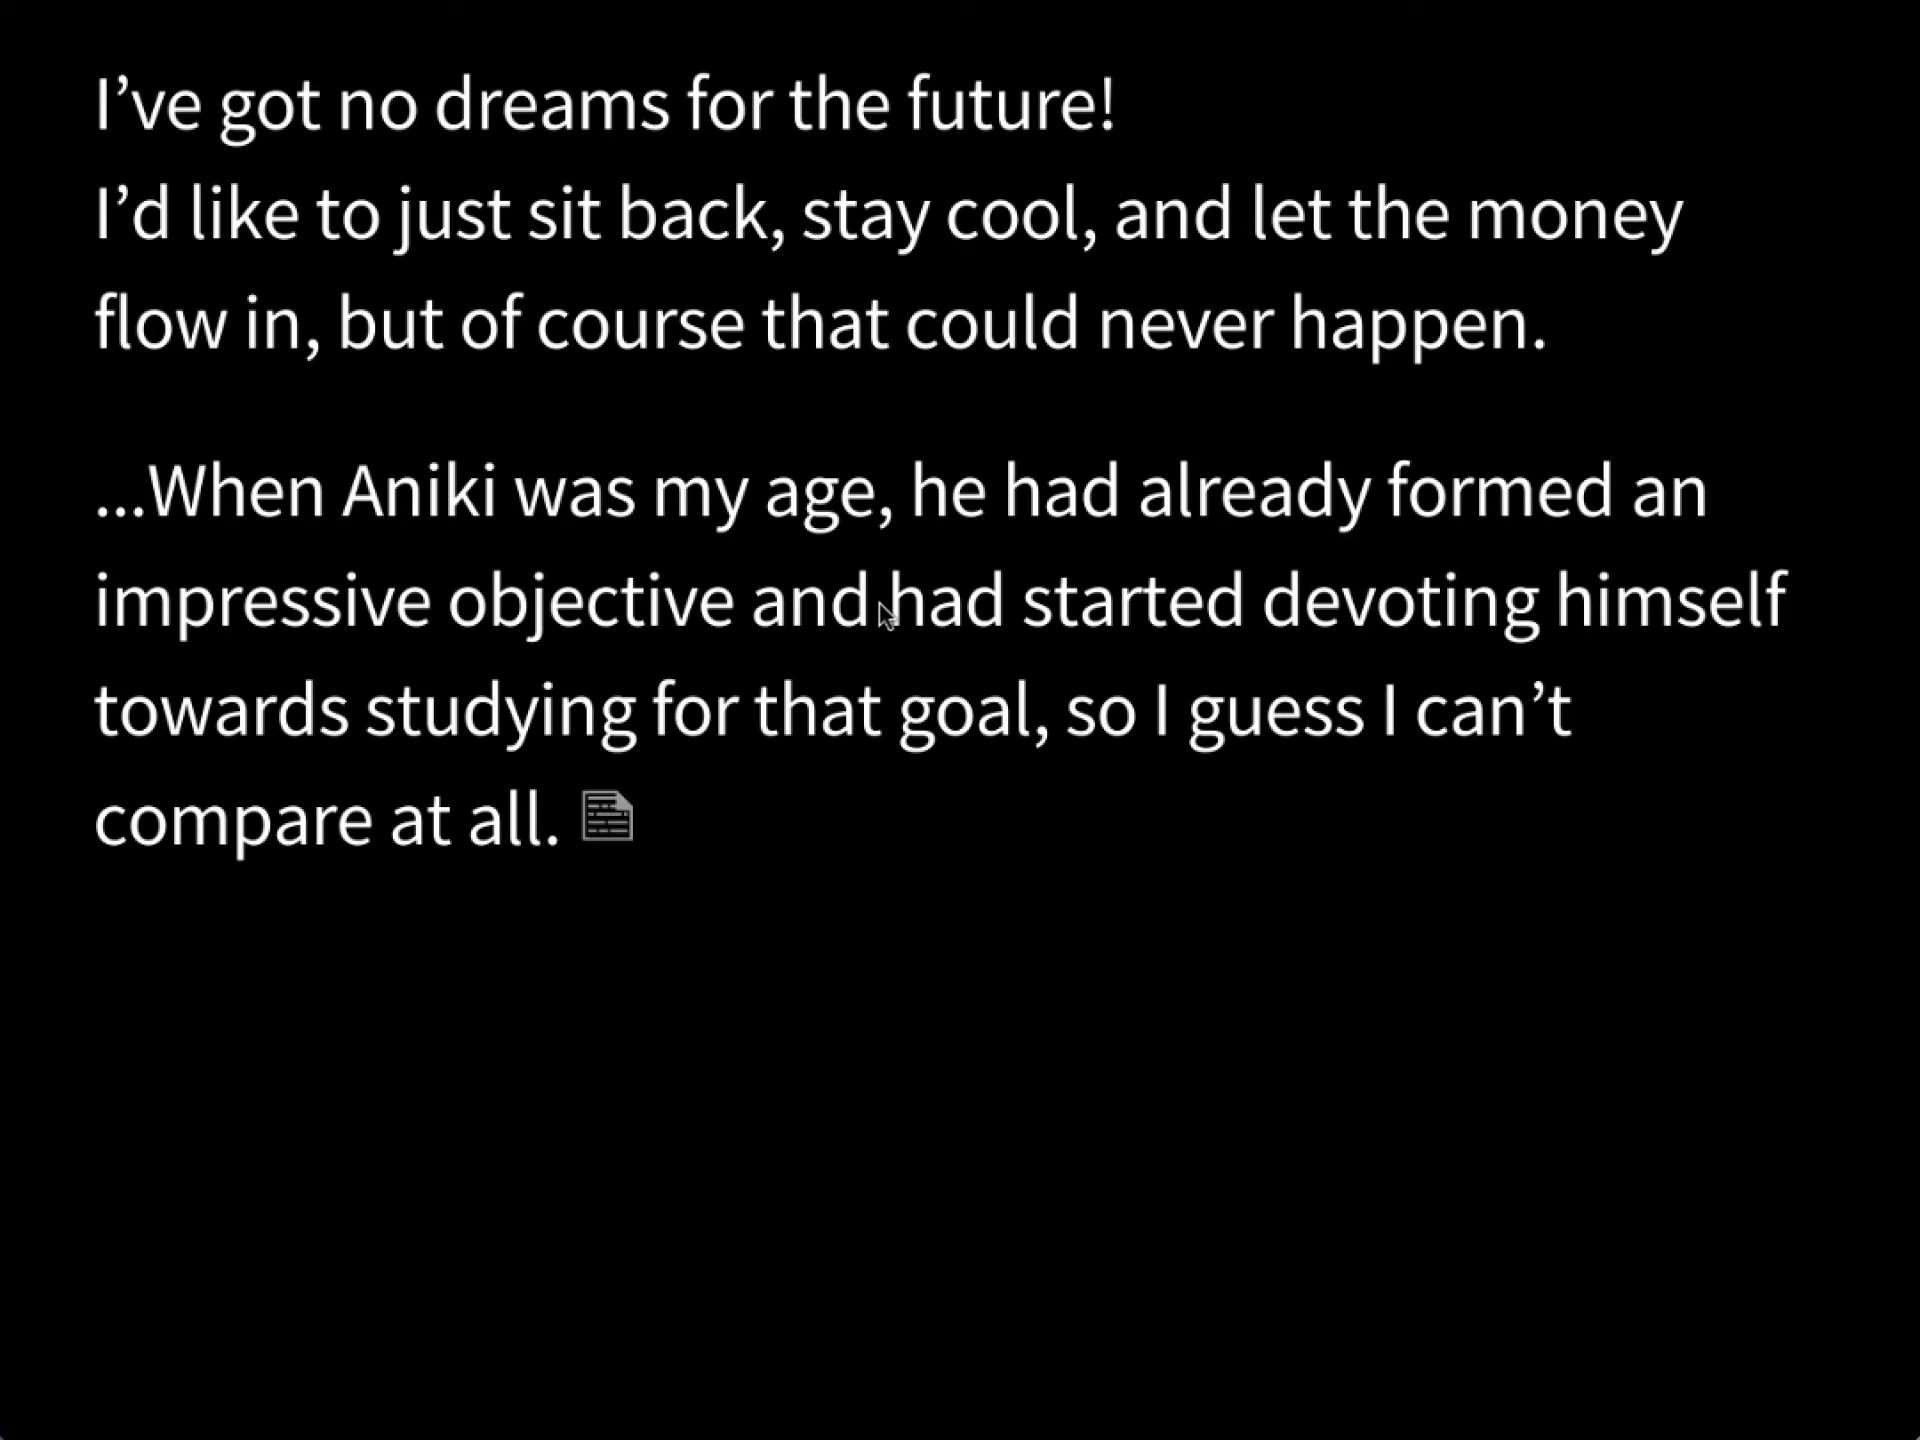 I’ve got no dreams for the future!
I’d like to just sit back, stay cool, and let the money
flow in, but of course that could never happen.
...When Aniki was my age, he had already formed an
impressive objective and had started devoting himself
towards studying for that goal, so I guess I can’t
compare at all.